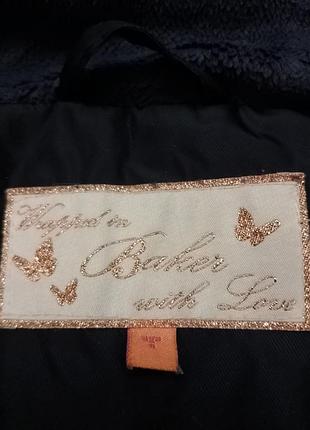 Wrapped in
Baker
with Love